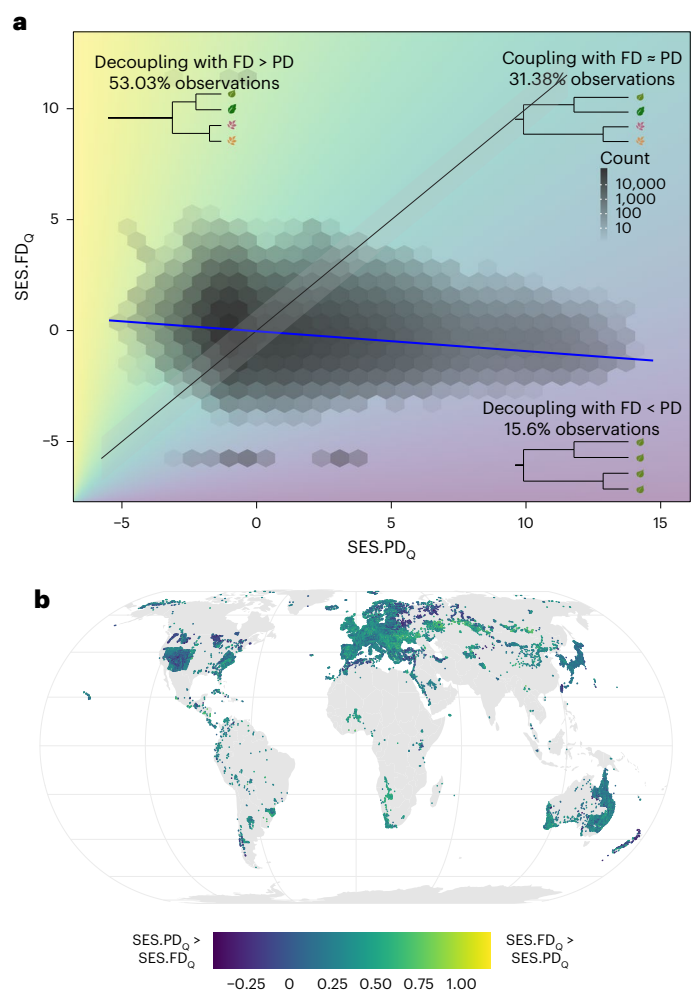 a
Decoupling with FD > PD
53.03% observations
Coupling with FD ≈ PD
31.38% observations
Count
10,000
1,000
100
10
10
5
0
−5
SES.FDQ
Decoupling with FD < PD
15.6% observations
−5
0
5
10
15
SES.PDQ
b
SES.PDQ >
SES.FDQ
SES.FDQ >
SES.PDQ
−0.25
0
0.25
0.50
0.75
1.00